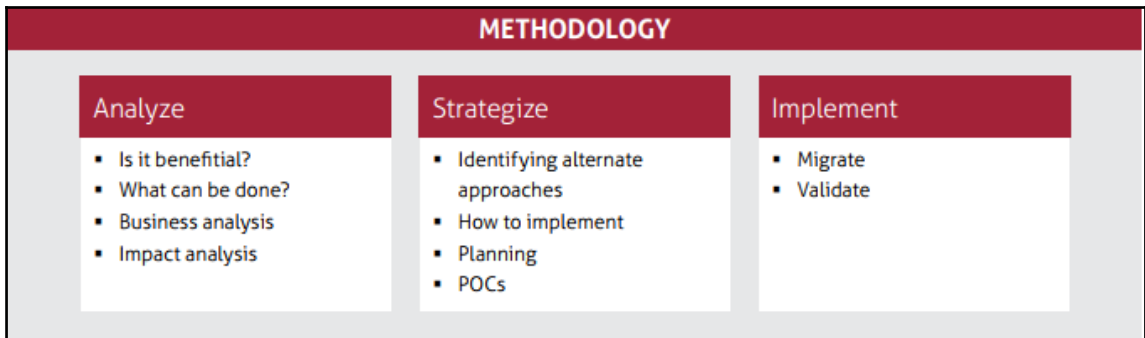 METHODOLOGY
Analyze
▪ Is it benefitial?
▪ What can be done?
▪ Business analysis
▪ Impact analysis
Strategize
▪ Identifying alternate
approaches
▪ How to implement
▪ Planning
▪ POCs
Implement
▪ Migrate
▪ Validate